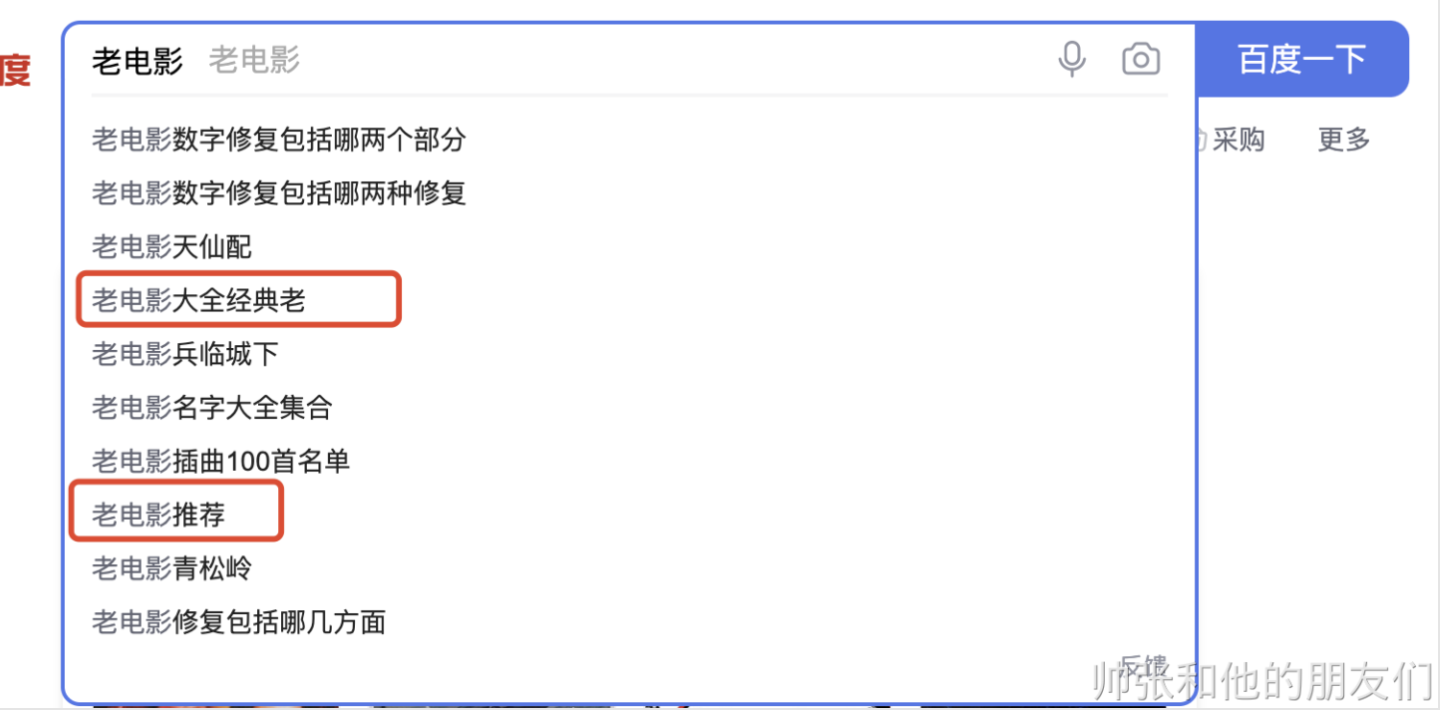 度
老电影 老电影
百度一下
老电影数字修复包括哪两个部分
采购 更多
老电影数字修复包括哪两种修复
老电影天仙配
老电影大全经典老
老电影兵临城下
老电影名字大全集合
老电影插曲100首名单
老电影推荐
老电影青松岭
老电影修复包括哪几方面
反馈
帅张和他的朋友们